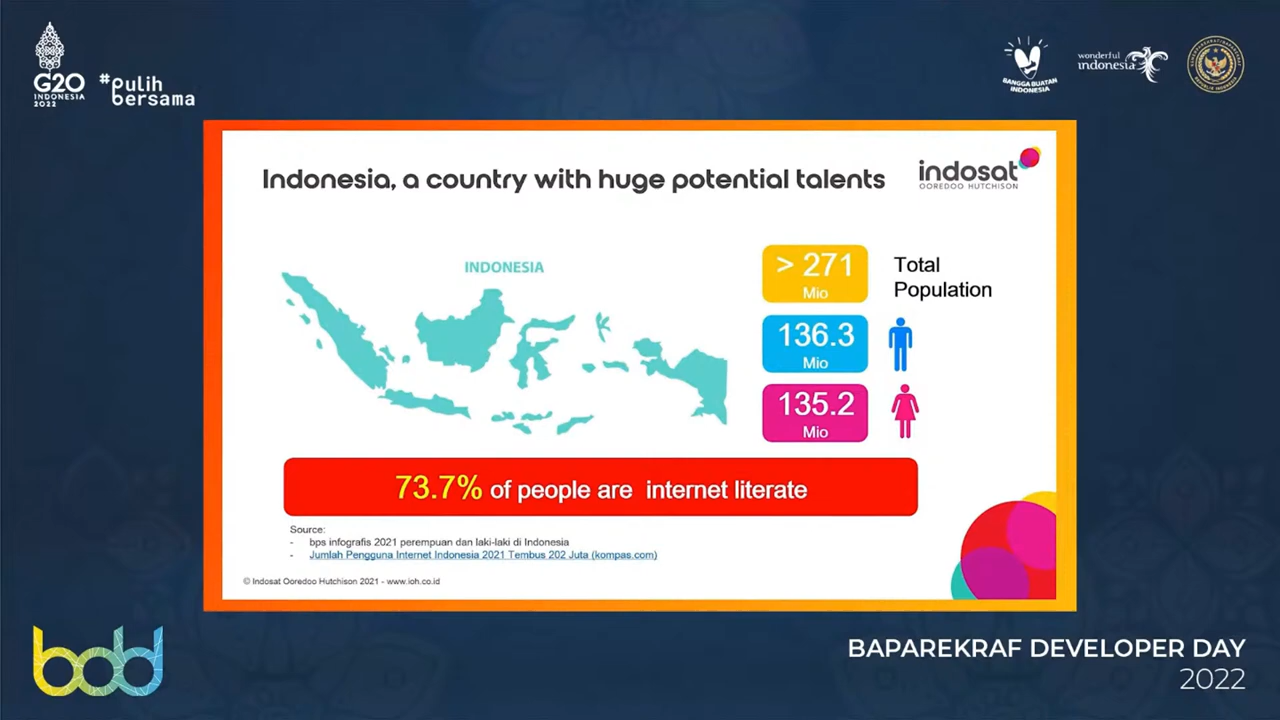 G20
INDONESIA
2022
#pulih
bersama
BANGGA BUATAN
INDONESIA
wonderful
indonesia
Indonesia, a country with huge potential talents
indosat
OOREDOO HUTCHISON
INDONESIA
> 271
Mio
Total
Population
136.3
Mio
135.2
Mio
73.7% of people are internet literate
Source:
- bps infografis 2021 perempuan dan laki-laki di Indonesia
- Jumlah Pengguna Internet Indonesia 2021 Tembus 202 Juta (kompas.com)
© Indosat Ooredoo Hutchison 2021 - www.ioh.co.id
bdd
BAPAREKRAF DEVELOPER DAY
2022